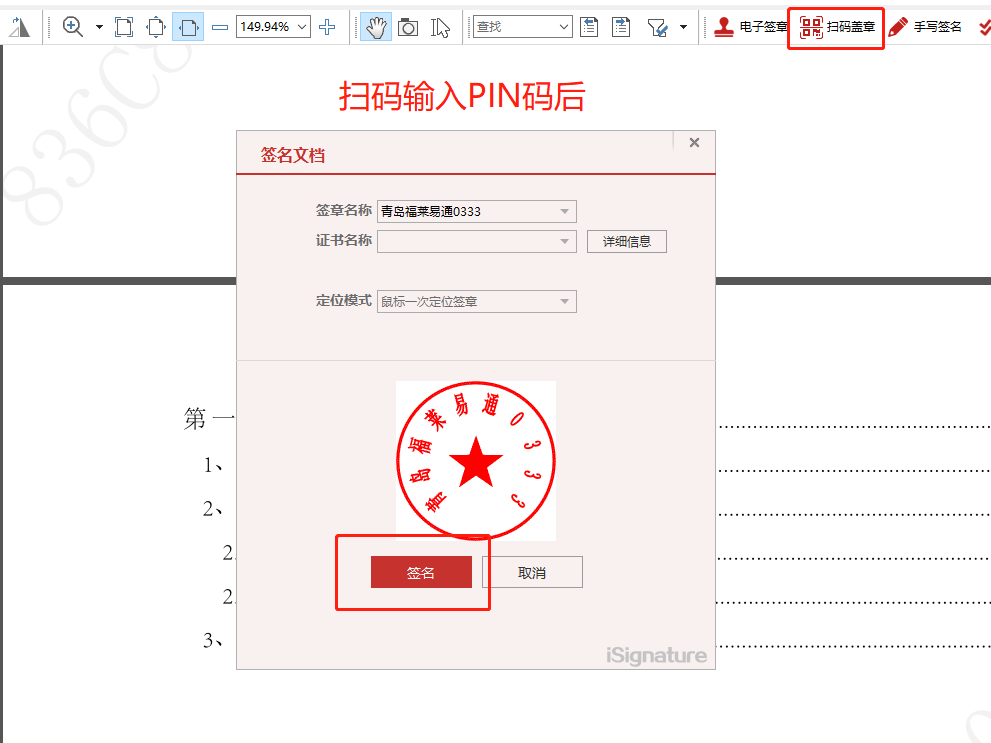 149.94%
查找
电子签章
扫码盖章
手写签名
836C8
扫码输入PIN码后
签名文档
签章名称 青岛福莱易通0333
证书名称
详细信息
定位模式 鼠标一次定位签章
青岛福莱易通0333
第一
1、
2、
2
2
3、
签名 取消
iSignature